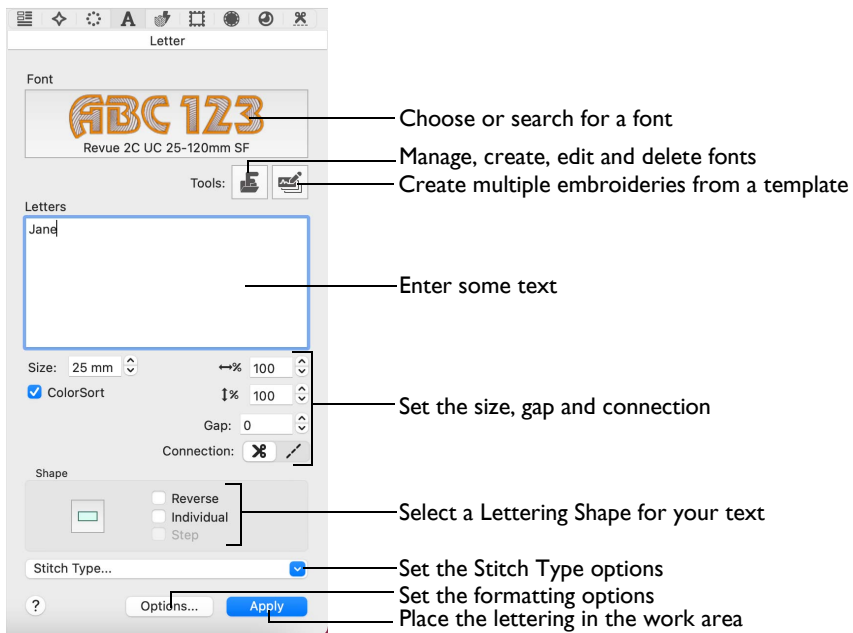 A
Letter
Font
ABC 123
Revue 2C UC 25-120mm SF
Choose or search for a font
Tools:
Manage, create, edit and delete fonts
Create multiple embroideries from a template
Letters
Jane
Enter some text
Size: 25 mm ↔% 100
ColorSort ↕% 100
Gap: 0
Connection:
Set the size, gap and connection
Shape
Reverse
Individual
Step
Select a Lettering Shape for your text
Stitch Type...
Set the Stitch Type options
Set the formatting options
? Options... Apply
Place the lettering in the work area